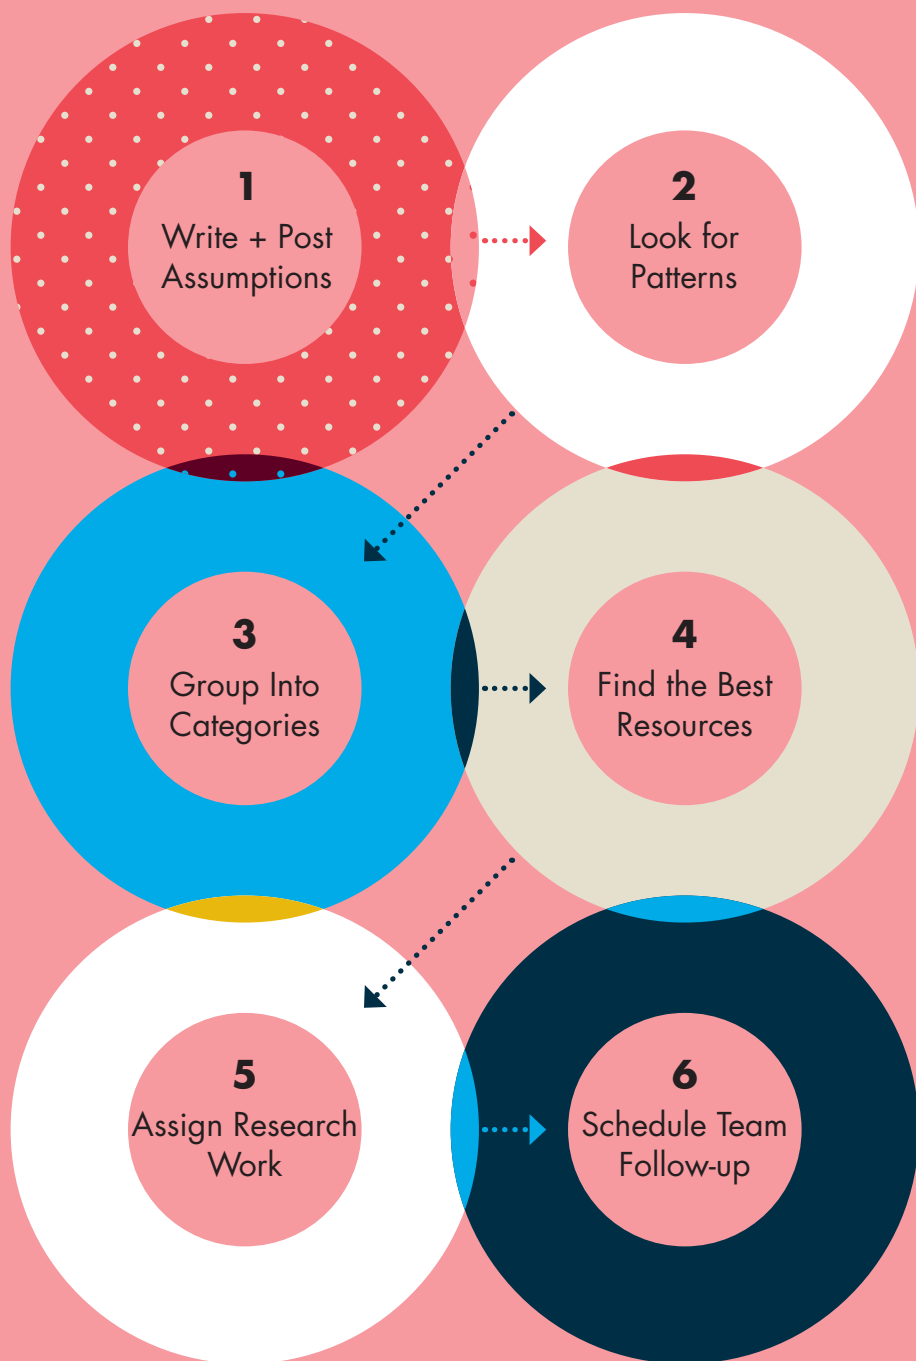 1
Write + Post
Assumptions
2
Look for
Patterns
3
Group Into
Categories
4
Find the Best
Resources
5
Assign Research
Work
6
Schedule Team
Follow-up